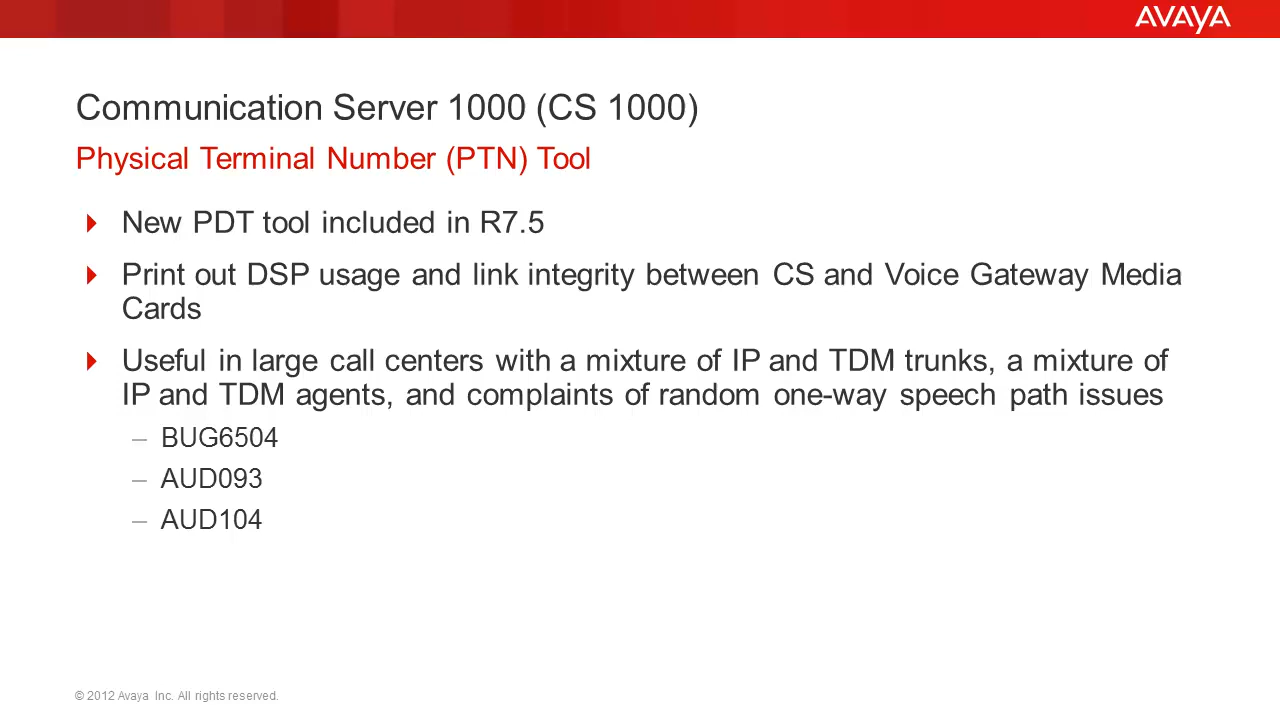 AVAYA
Communication Server 1000 (CS 1000)
Physical Terminal Number (PTN) Tool
New PDT tool included in R7.5
Print out DSP usage and link integrity between CS and Voice Gateway Media
Cards
Useful in large call centers with a mixture of IP and TDM trunks, a mixture of
IP and TDM agents, and complaints of random one-way speech path issues
– BUG6504
– AUD093
– AUD104
© 2012 Avaya Inc. All rights reserved.